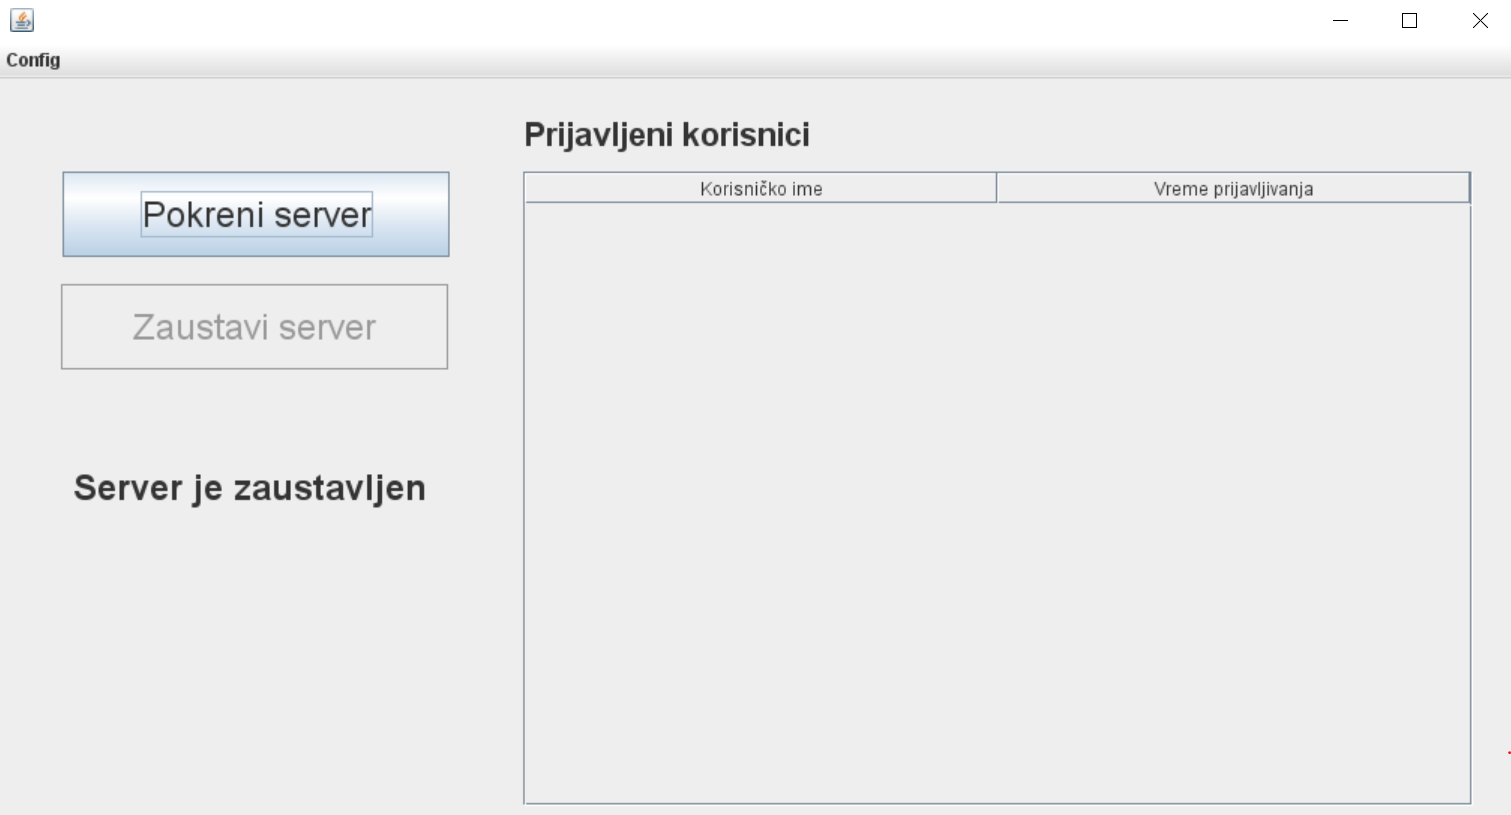 Config
Prijavljeni korisnici
Pokreni server
Zaustavi server
Server je zaustavljen
Korisničko ime
Vreme prijavljivanja